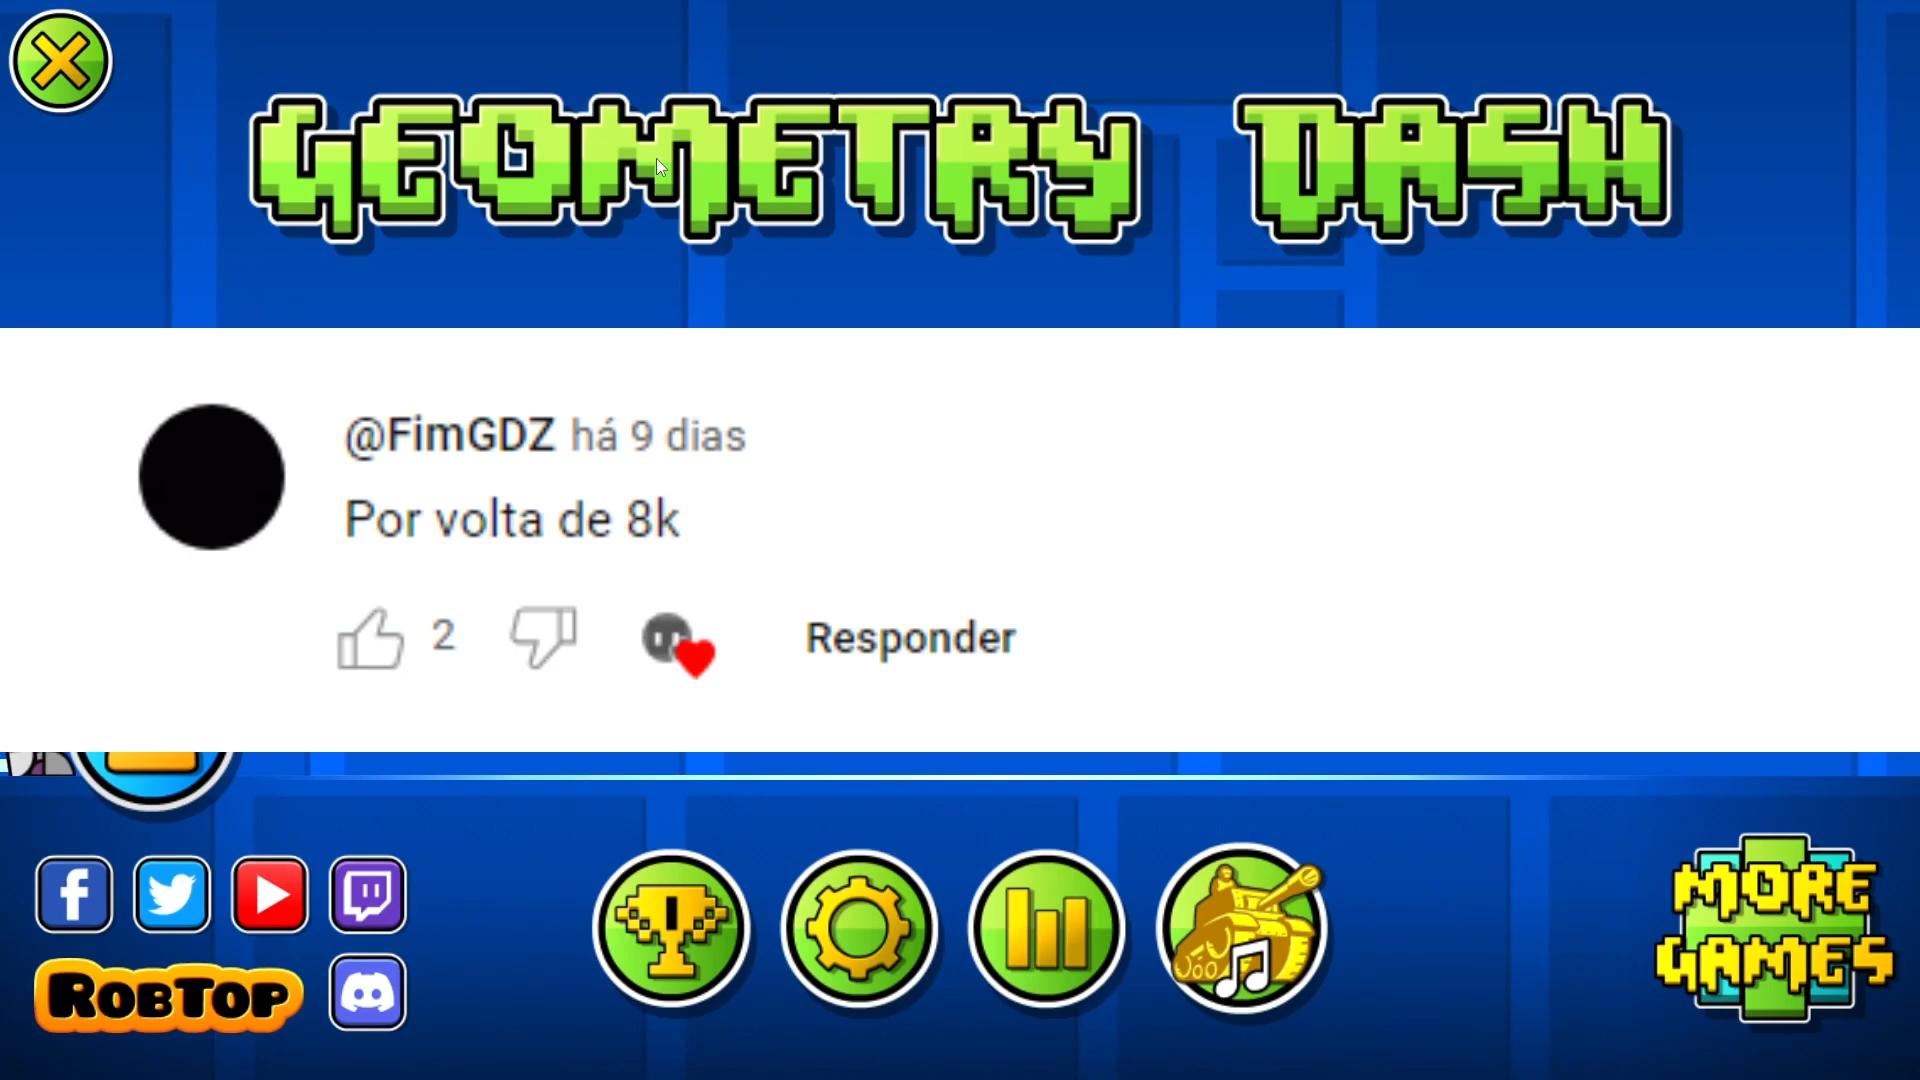 GEOMETRY DASH
@FimGDZ há 9 dias
Por volta de 8k
2
Responder
ROBTOP
MORE
GAMES